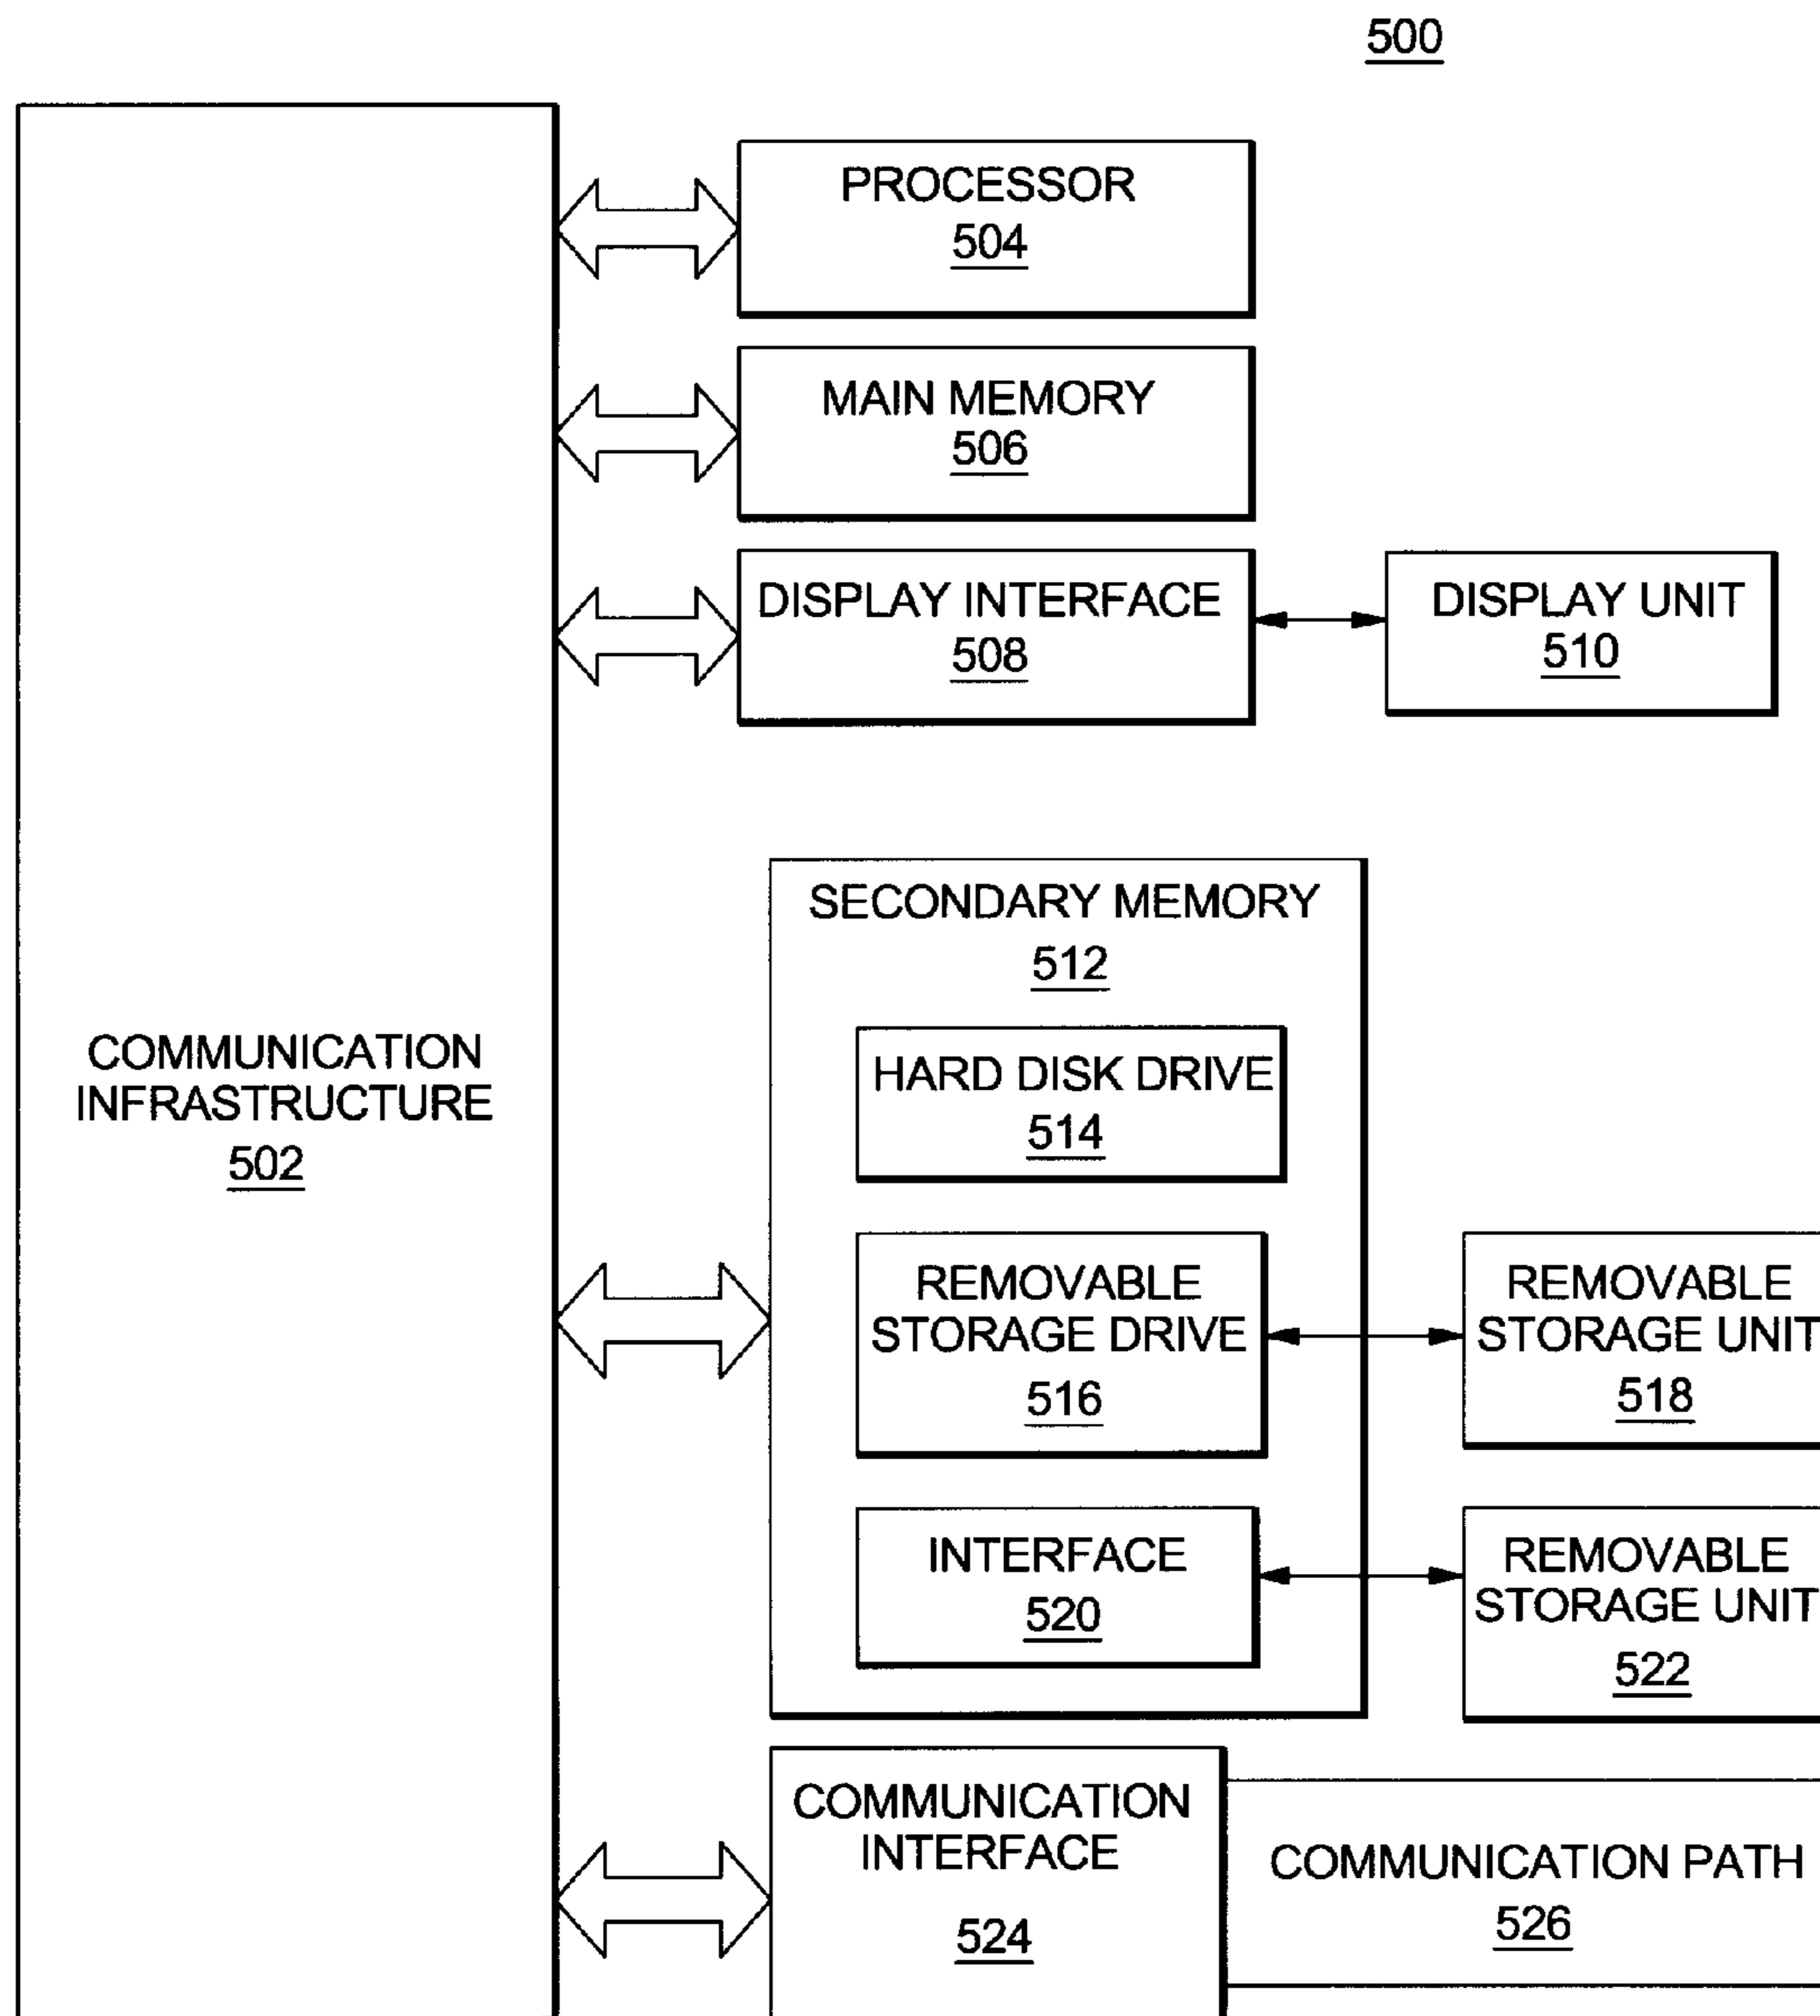 500
PROCESSOR
504
MAIN MEMORY
506
DISPLAY INTERFACE
508
DISPLAY UNIT
510
SECONDARY MEMORY
512
HARD DISK DRIVE
514
COMMUNICATION
INFRASTRUCTURE
502
REMOVABLE
STORAGE DRIVE
516
REMOVABLE
STORAGE UNIT
518
INTERFACE
520
REMOVABLE
STORAGE UNIT
522
COMMUNICATION
INTERFACE
524
COMMUNICATION PATH
526